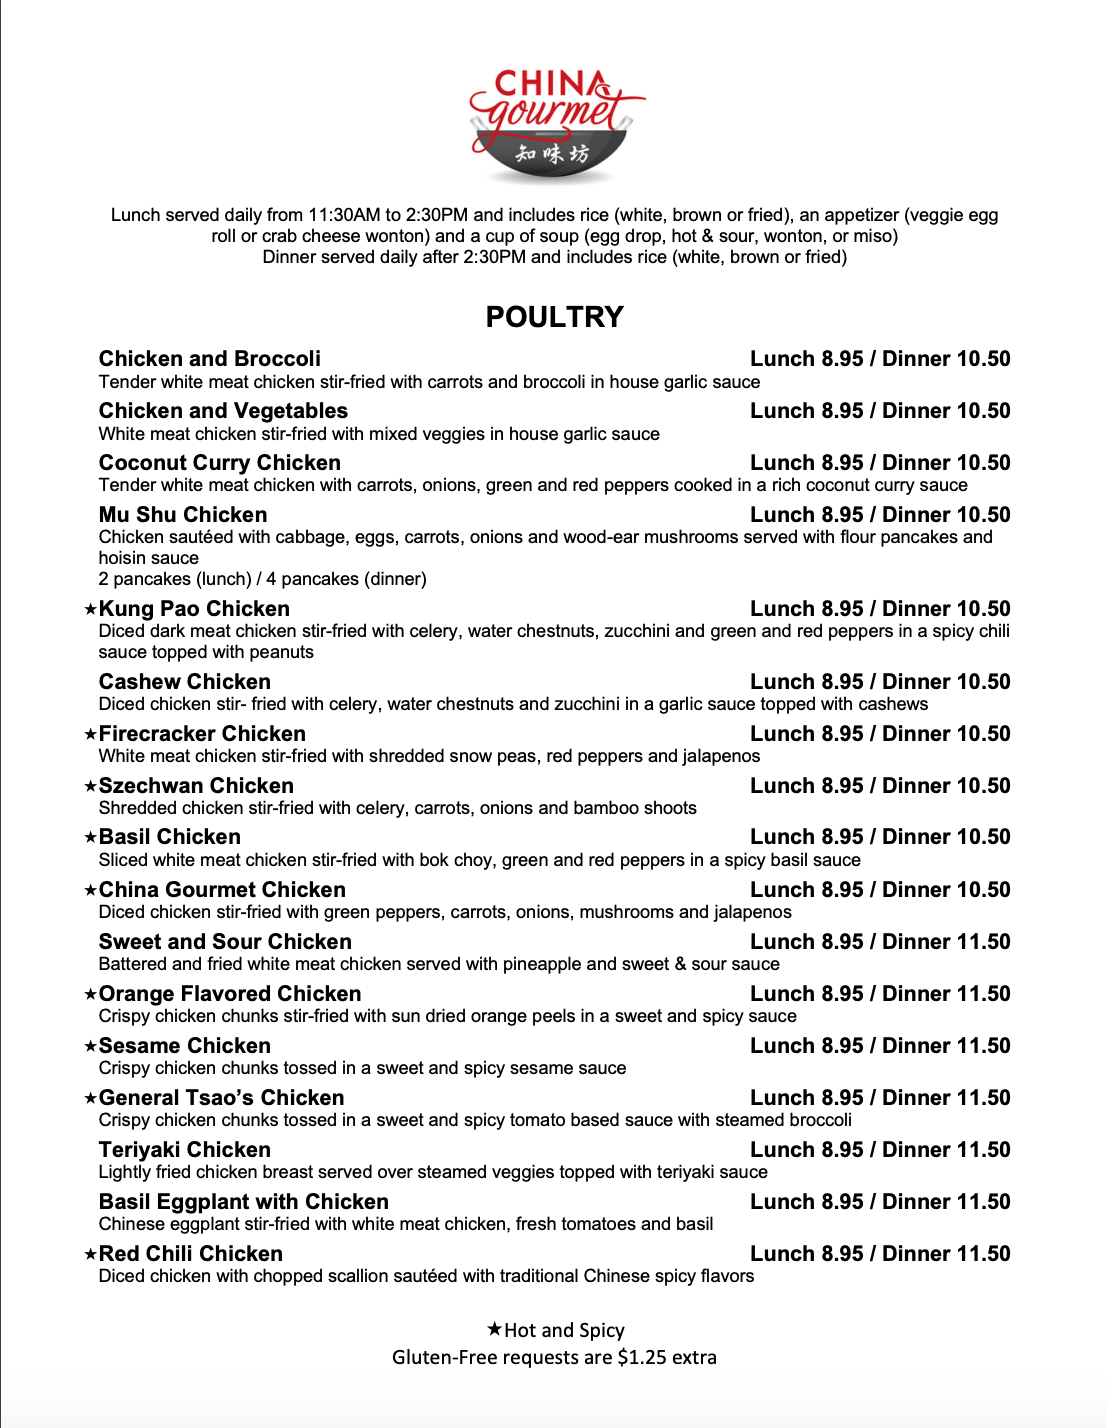 CHINA
gourmet
知味坊
Lunch served daily from 11:30AM to 2:30PM and includes rice (white, brown or fried), an appetizer (veggie egg
roll or crab cheese wonton) and a cup of soup (egg drop, hot & sour, wonton, or miso)
Dinner served daily after 2:30PM and includes rice (white, brown or fried)
POULTRY
Chicken and Broccoli Lunch 8.95 / Dinner 10.50
Tender white meat chicken stir-fried with carrots and broccoli in house garlic sauce
Chicken and Vegetables Lunch 8.95 / Dinner 10.50
White meat chicken stir-fried with mixed veggies in house garlic sauce
Coconut Curry Chicken Lunch 8.95 / Dinner 10.50
Tender white meat chicken with carrots, onions, green and red peppers cooked in a rich coconut curry sauce
Mu Shu Chicken Lunch 8.95 / Dinner 10.50
Chicken sautéed with cabbage, eggs, carrots, onions and wood-ear mushrooms served with flour pancakes and
hoisin sauce
2 pancakes (lunch) / 4 pancakes (dinner)
★Kung Pao Chicken Lunch 8.95 / Dinner 10.50
Diced dark meat chicken stir-fried with celery, water chestnuts, zucchini and green and red peppers in a spicy chili
sauce topped with peanuts
Cashew Chicken Lunch 8.95 / Dinner 10.50
Diced chicken stir- fried with celery, water chestnuts and zucchini in a garlic sauce topped with cashews
★Firecracker Chicken Lunch 8.95 / Dinner 10.50
White meat chicken stir-fried with shredded snow peas, red peppers and jalapenos
★Szechwan Chicken Lunch 8.95 / Dinner 10.50
Shredded chicken stir-fried with celery, carrots, onions and bamboo shoots
★Basil Chicken Lunch 8.95 / Dinner 10.50
Sliced white meat chicken stir-fried with bok choy, green and red peppers in a spicy basil sauce
★China Gourmet Chicken Lunch 8.95 / Dinner 10.50
Diced chicken stir-fried with green peppers, carrots, onions, mushrooms and jalapenos
Sweet and Sour Chicken Lunch 8.95 / Dinner 11.50
Battered and fried white meat chicken served with pineapple and sweet & sour sauce
★Orange Flavored Chicken Lunch 8.95 / Dinner 11.50
Crispy chicken chunks stir-fried with sun dried orange peels in a sweet and spicy sauce
★Sesame Chicken Lunch 8.95 / Dinner 11.50
Crispy chicken chunks tossed in a sweet and spicy sesame sauce
★General Tsao’s Chicken Lunch 8.95 / Dinner 11.50
Crispy chicken chunks tossed in a sweet and spicy tomato based sauce with steamed broccoli
Teriyaki Chicken Lunch 8.95 / Dinner 11.50
Lightly fried chicken breast served over steamed veggies topped with teriyaki sauce
Basil Eggplant with Chicken Lunch 8.95 / Dinner 11.50
Chinese eggplant stir-fried with white meat chicken, fresh tomatoes and basil
★Red Chili Chicken Lunch 8.95 / Dinner 11.50
Diced chicken with chopped scallion sautéed with traditional Chinese spicy flavors
★Hot and Spicy
Gluten-Free requests are $1.25 extra